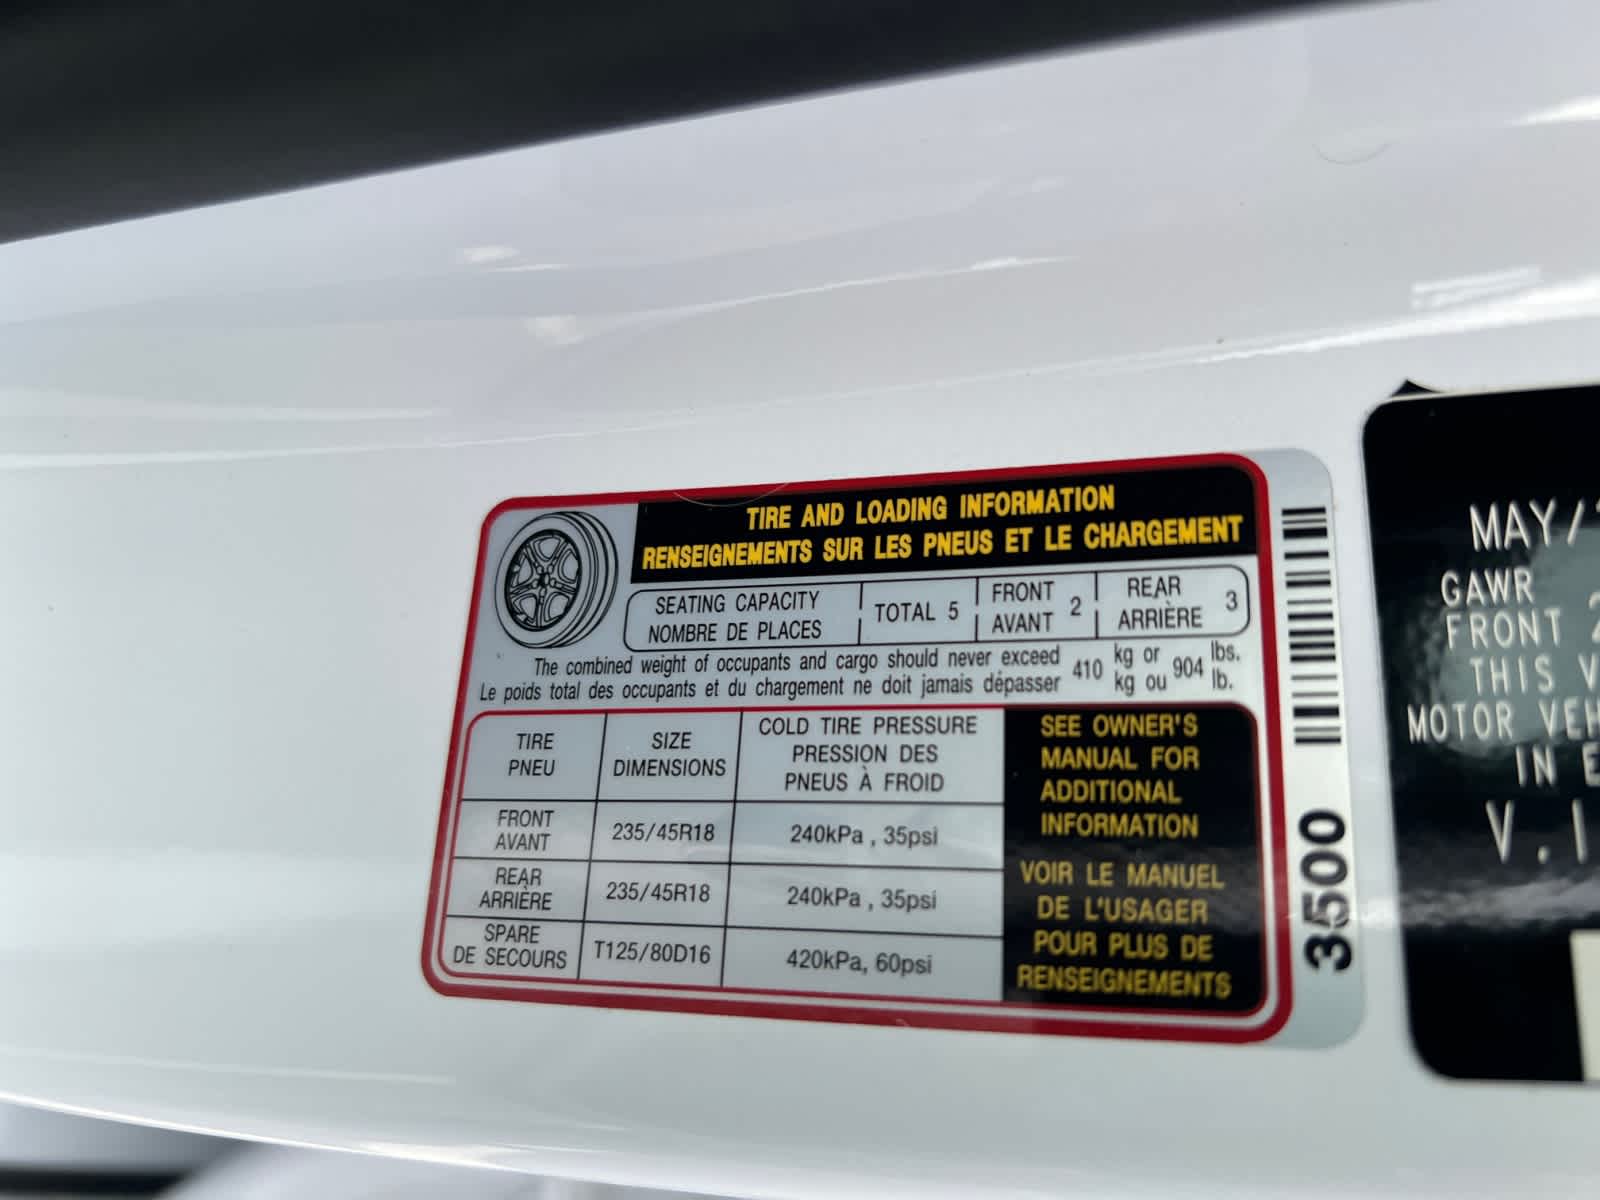 TIRE AND LOADING INFORMATION
RENSEIGNEMENTS SUR LES PNEUS ET LE CHARGEMENT
SEATING CAPACITY
NOMBRE DE PLACES
TOTAL 5
FRONT
AVANT
2
REAR
ARRIÈRE
3
The combined weight of occupants and cargo should never exceed 410 kg or 904 lbs.
Le poids total des occupants et du chargement ne doit jamais dépasser kg ou lb.
TIRE
PNEU
SIZE
DIMENSIONS
COLD TIRE PRESSURE
PRESSION DES
PNEUS À FROID
FRONT
AVANT
235/45R18
240kPa , 35psi
REAR
ARRIÈRE
235/45R18
240kPa , 35psi
SPARE
DE SECOURS
T125/80D16
420kPa, 60psi
SEE OWNER'S
MANUAL FOR
ADDITIONAL
INFORMATION
VOIR LE MANUEL
DE L'USAGER
POUR PLUS DE
RENSEIGNEMENTS
3500
MAY/
GAWR
FRONT 2
THIS V
MOTOR VEH
IN E
V.I